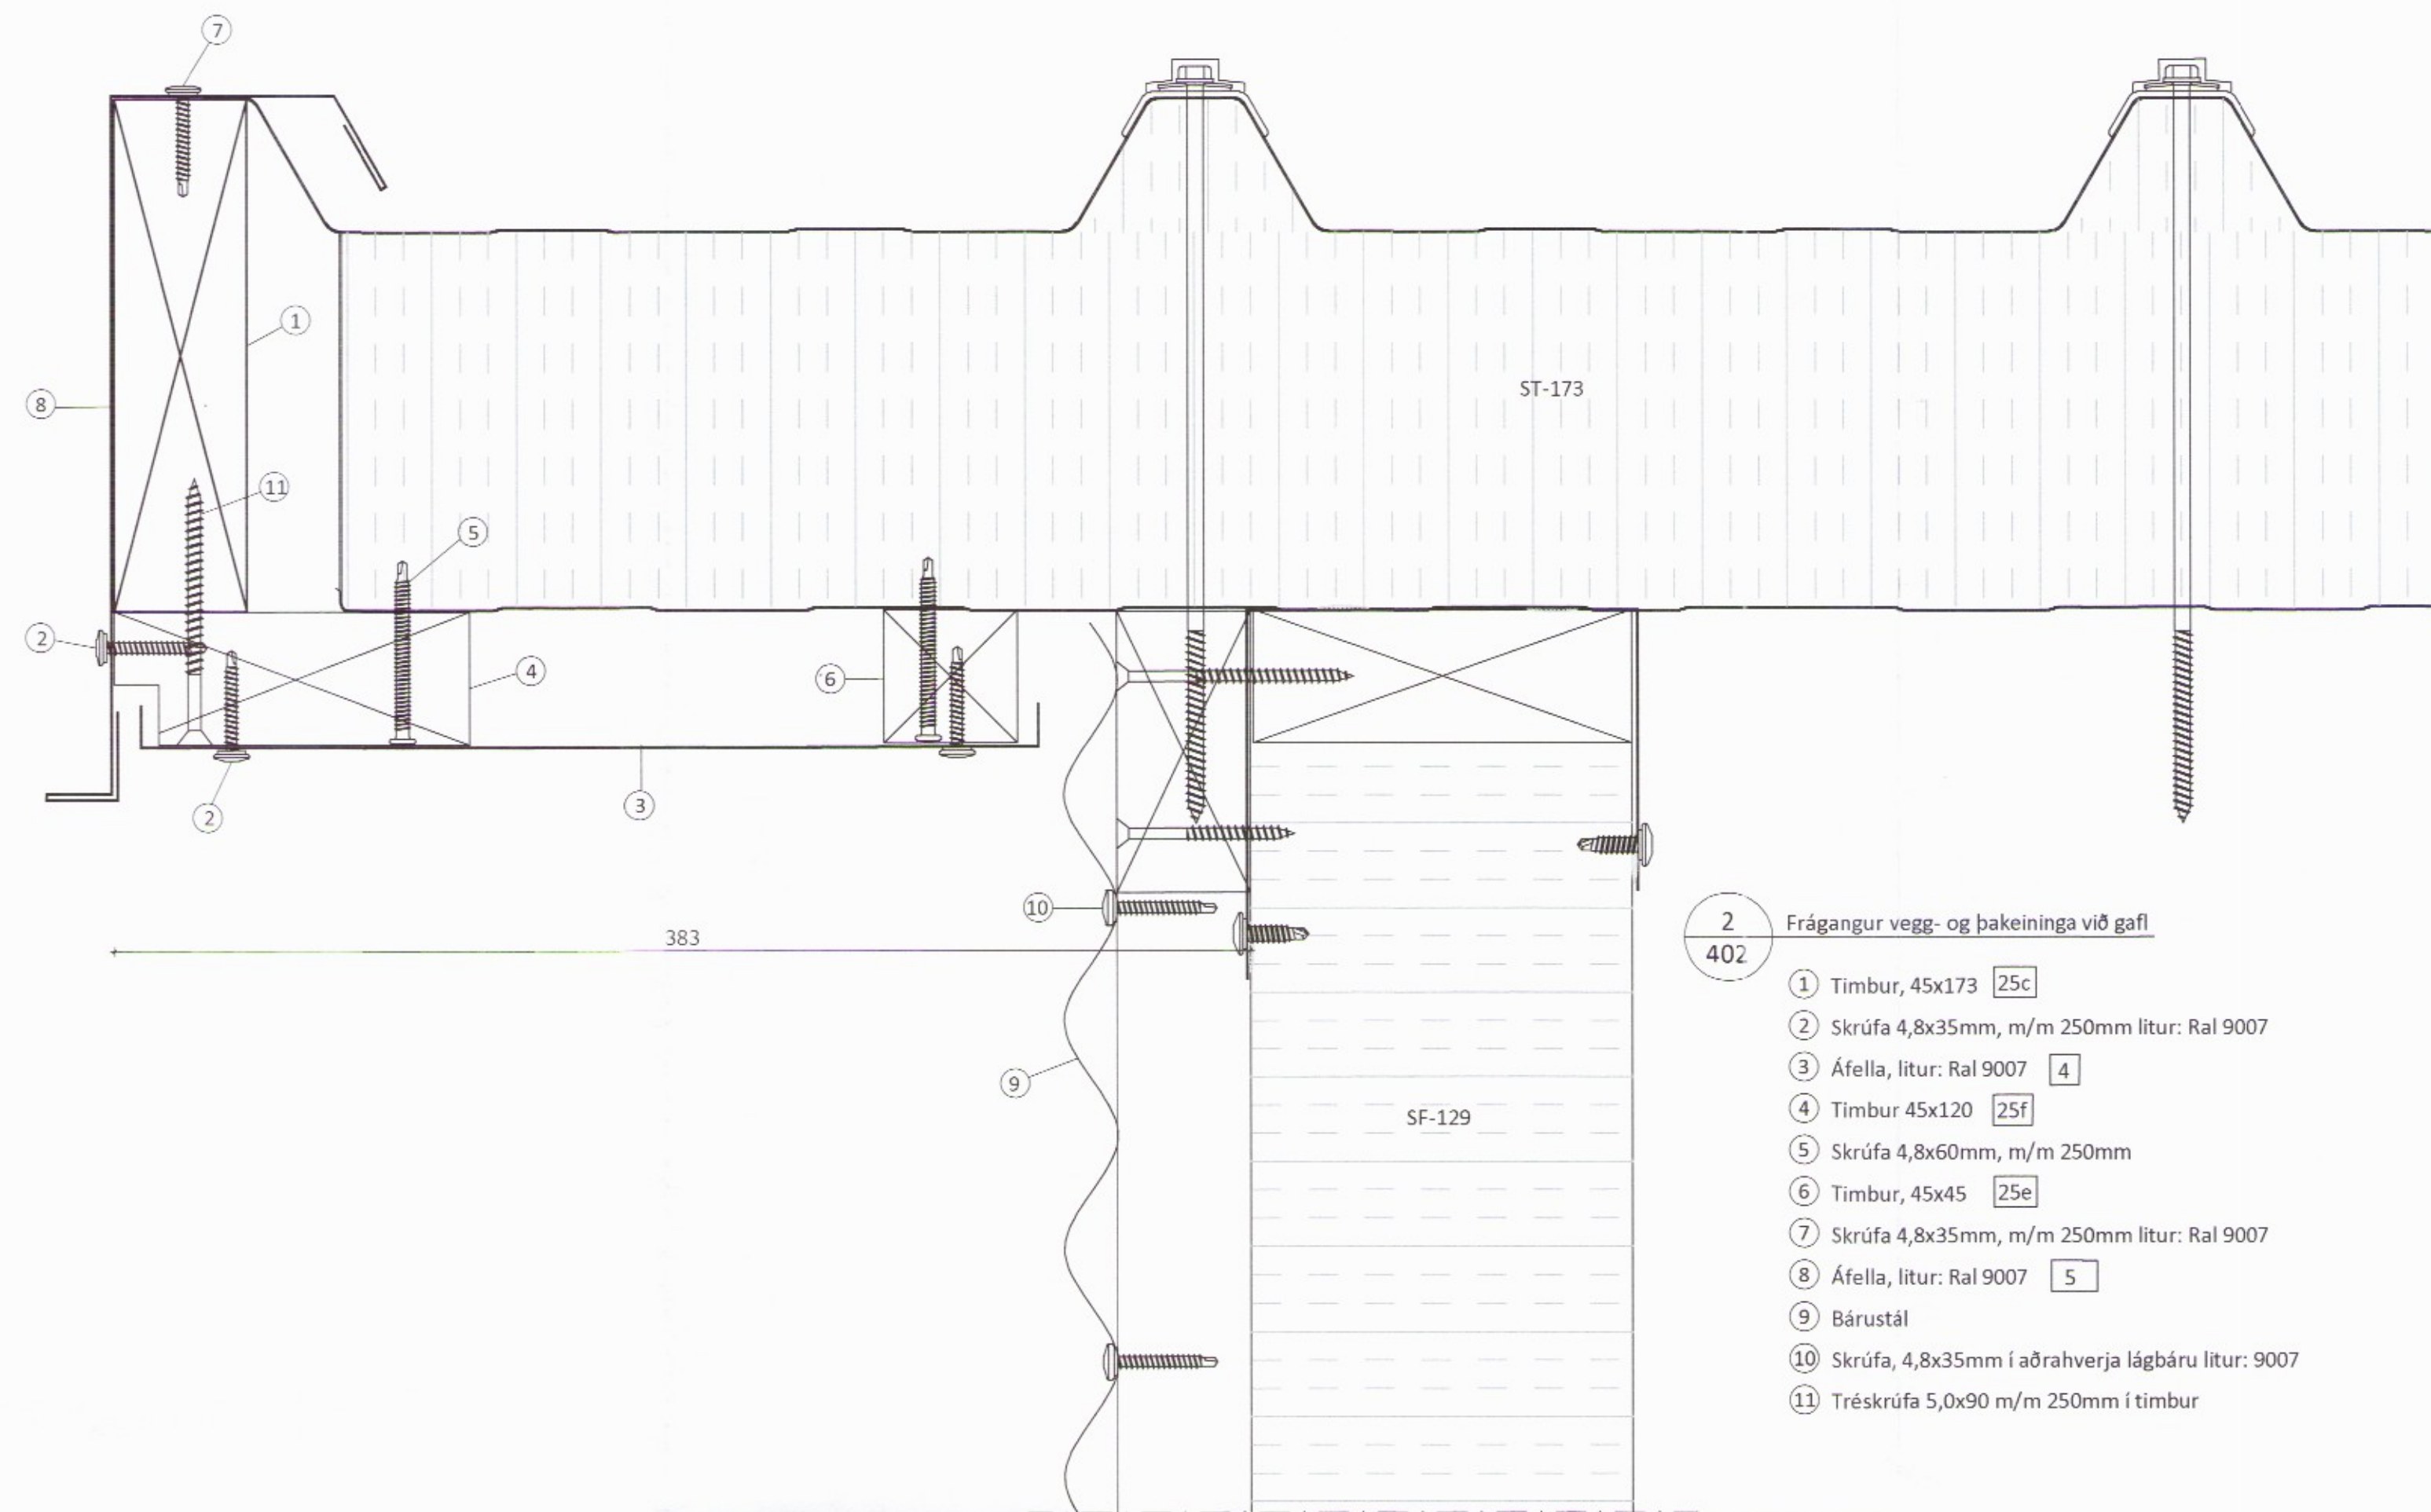 7
1
8
11
5
ST-173
2
4
6
3
2
10
383
9
SF-129
2
402
Frágangur vegg- og þakeininga við gafl
1 Timbur, 45x173 25c
2 Skrúfa 4,8x35mm, m/m 250mm litur: Ral 9007
3 Áfella, litur: Ral 9007 4
4 Timbur 45x120 25f
5 Skrúfa 4,8x60mm, m/m 250mm
6 Timbur, 45x45 25e
7 Skrúfa 4,8x35mm, m/m 250mm litur: Ral 9007
8 Áfella, litur: Ral 9007 5
9 Bárustál
10 Skrúfa, 4,8x35mm í aðrahverja lágbáru litur: 9007
11 Tréskrúfa 5,0x90 m/m 250mm í timbur